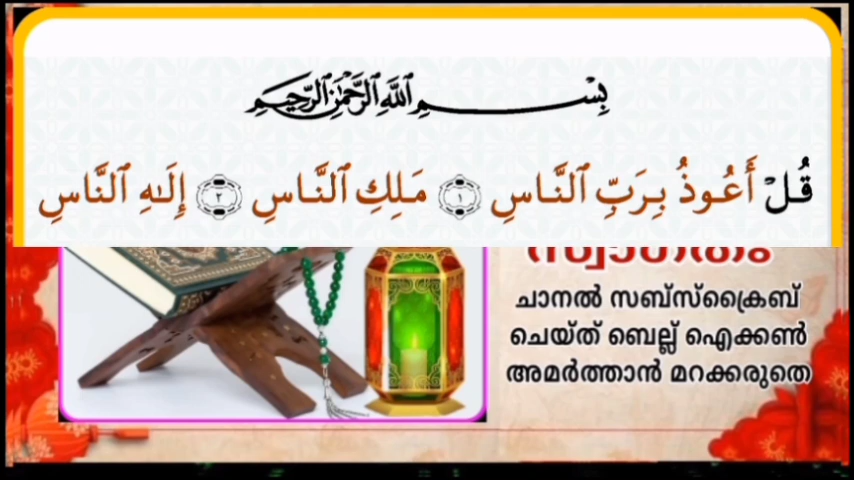 بِسْمِ ٱللَّهِ ٱلرَّحْمَٰنِ ٱلرَّحِيمِ
قُلْ أَعُوذُ بِرَبِّ ٱلنَّاسِ ١ مَلِكِ ٱلنَّاسِ ٢ إِلَٰهِ ٱلنَّاسِ
സ്വാഗതം
ചാനൽ സബ്സ്ക്രൈബ്
ചെയ്ത് ബെല്ല് ഐക്കൺ
അമർത്താൻ മറക്കരുതെ